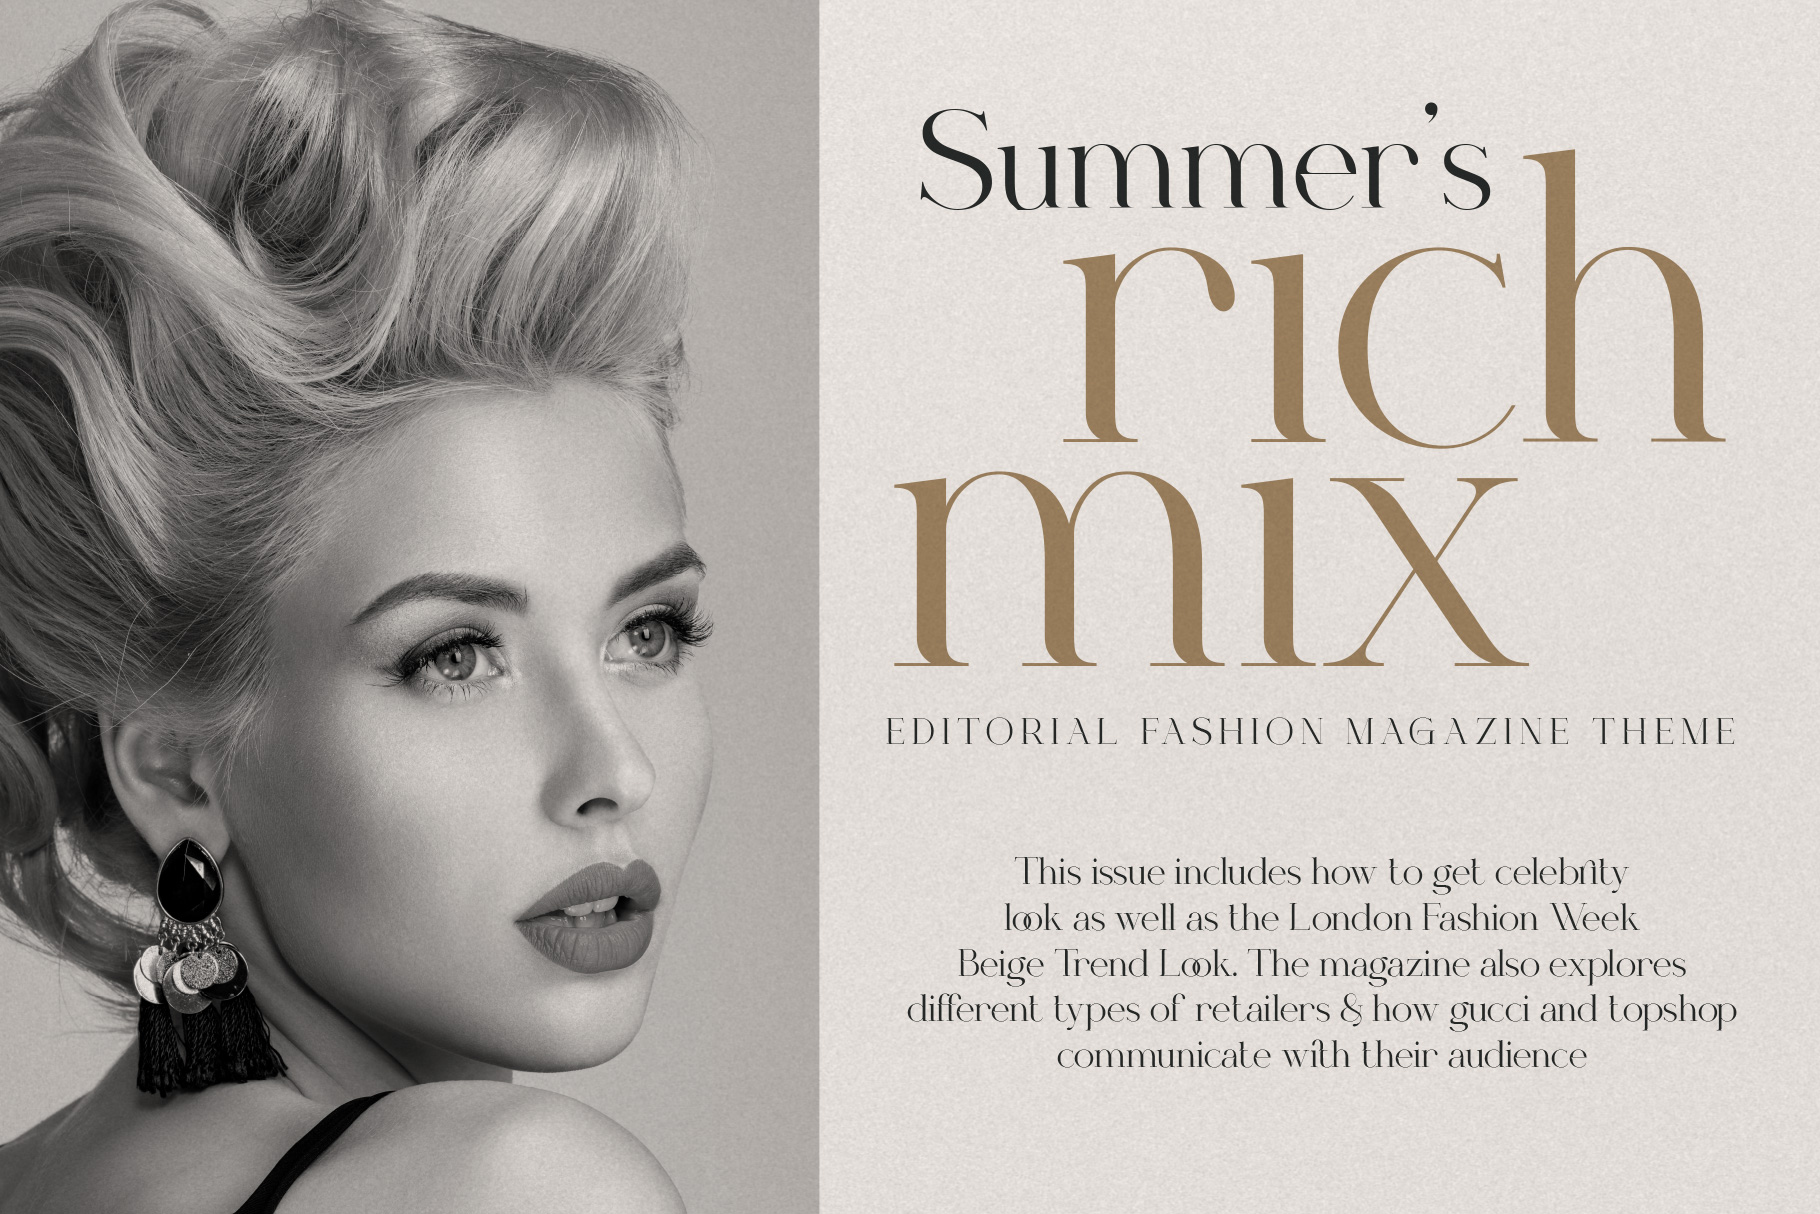 Summer's
rich
mix
EDITORIAL FASHION MAGAZINE THEME
This issue includes how to get celebrity
look as well as the London Fashion Week
Beige Trend Look. The magazine also explores
different types of retailers & how gucci and topshop
communicate with their audience